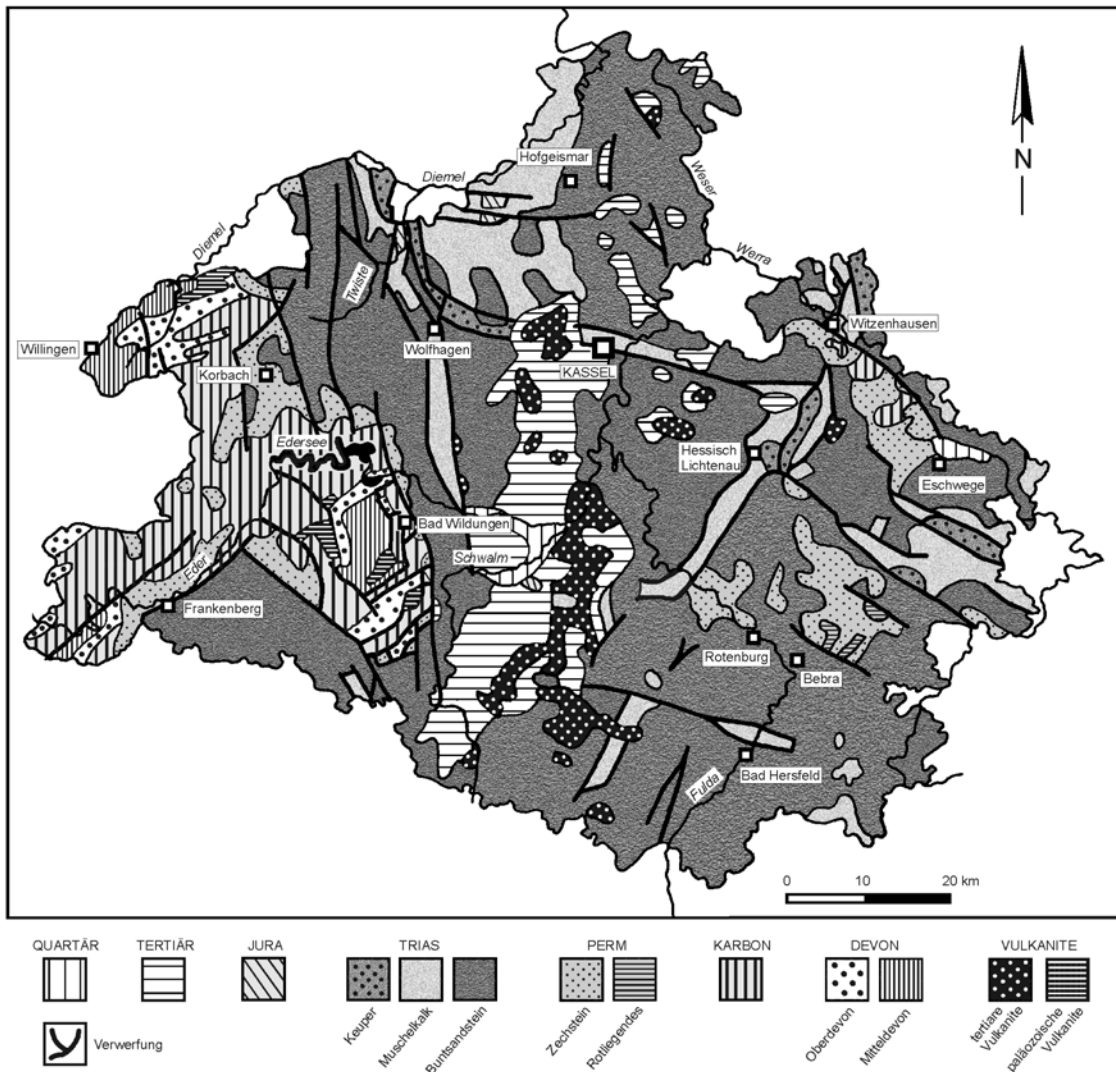 N
Hofgeismar
Diemel
Weser
Diemel
Werra
Twiste
Witzenhausen
Willingen
Wolfhagen
KASSEL
Korbach
Edersee
Hessisch
Lichtenau
Eschwege
Bad Wildungen
Schwalm
Eder
Frankenberg
Rotenburg
Bebra
Bad Hersfeld
Fulda
0 10 20 km
QUARTÄR TERTIÄR JURA TRIAS PERM KARBON DEVON VULKANITE
Keuper
Muschelkalk
Buntsandstein
Zechstein
Rotliegendes
Oberdevon
Mitteldevon
tertiäre
Vulkanite
paläozoische
Vulkanite
Verwerfung